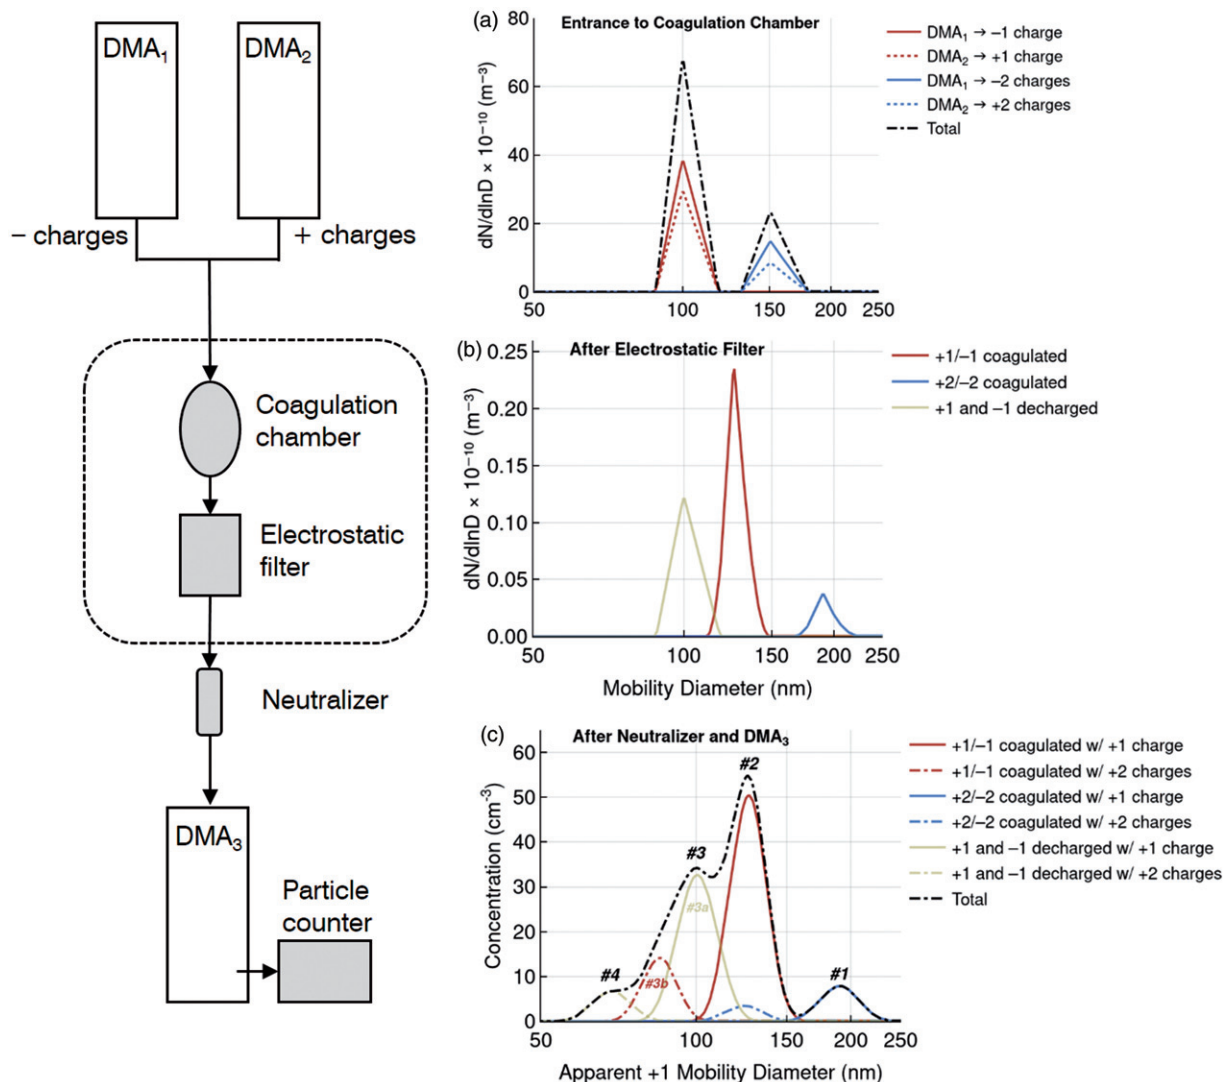 DMA₁
DMA₂
− charges
+ charges
Coagulation
chamber
Electrostatic
filter
Neutralizer
DMA₃
Particle
counter
(a)
Entrance to Coagulation Chamber
dN/dlnD × 10⁻¹⁰ (m⁻³)
80
60
40
20
0
50
100
150
200
250
DMA₁ → −1 charge
DMA₂ → +1 charge
DMA₁ → −2 charges
DMA₂ → +2 charges
Total
(b)
After Electrostatic Filter
dN/dlnD × 10⁻¹⁰ (m⁻³)
0.25
0.20
0.15
0.10
0.05
0.00
50
100
150
200
250
Mobility Diameter (nm)
+1/−1 coagulated
+2/−2 coagulated
+1 and −1 decharged
(c)
After Neutralizer and DMA₃
Concentration (cm⁻³)
60
50
40
30
20
10
0
#2
#3
#3a
#4
#3b
#1
50
100
150
200
250
Apparent +1 Mobility Diameter (nm)
+1/−1 coagulated w/ +1 charge
+1/−1 coagulated w/ +2 charges
+2/−2 coagulated w/ +1 charge
+2/−2 coagulated w/ +2 charges
+1 and −1 decharged w/ +1 charge
+1 and −1 decharged w/ +2 charges
Total